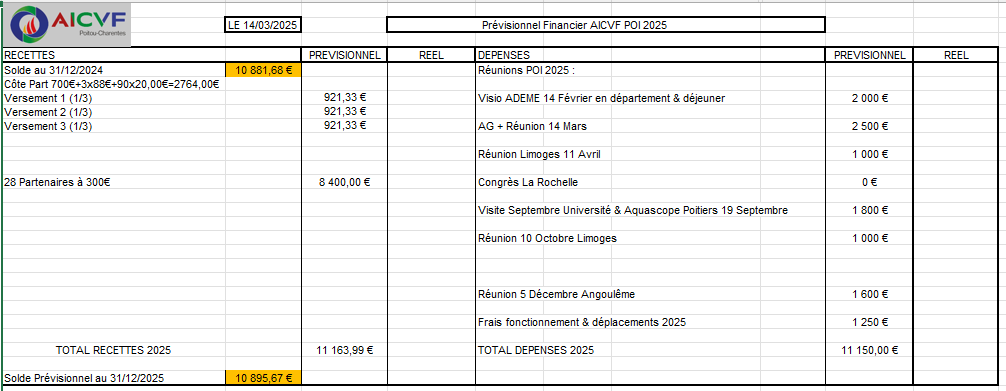 AICVF
Poitou-Charentes
LE 14/03/2025 Prévisionnel Financier AICVF POI 2025
RECETTES PREVISIONNEL REEL DEPENSES PREVISIONNEL REEL
Solde au 31/12/2024 10 881,68 € Réunions POI 2025 :
Côte Part 700€+3x88€+90x20,00€=2764,00€
Versement 1 (1/3) 921,33 € Visio ADEME 14 Février en département & déjeuner 2 000 €
Versement 2 (1/3) 921,33 €
Versement 3 (1/3) 921,33 € AG + Réunion 14 Mars 2 500 €
Réunion Limoges 11 Avril 1 000 €
28 Partenaires à 300€ 8 400,00 € Congrès La Rochelle 0 €
Visite Septembre Université & Aquascope Poitiers 19 Septembre 1 800 €
Réunion 10 Octobre Limoges 1 000 €
Réunion 5 Décembre Angoulême 1 600 €
Frais fonctionnement & déplacements 2025 1 250 €
TOTAL RECETTES 2025 11 163,99 € TOTAL DEPENSES 2025 11 150,00 €
Solde Prévisionnel au 31/12/2025 10 895,67 €